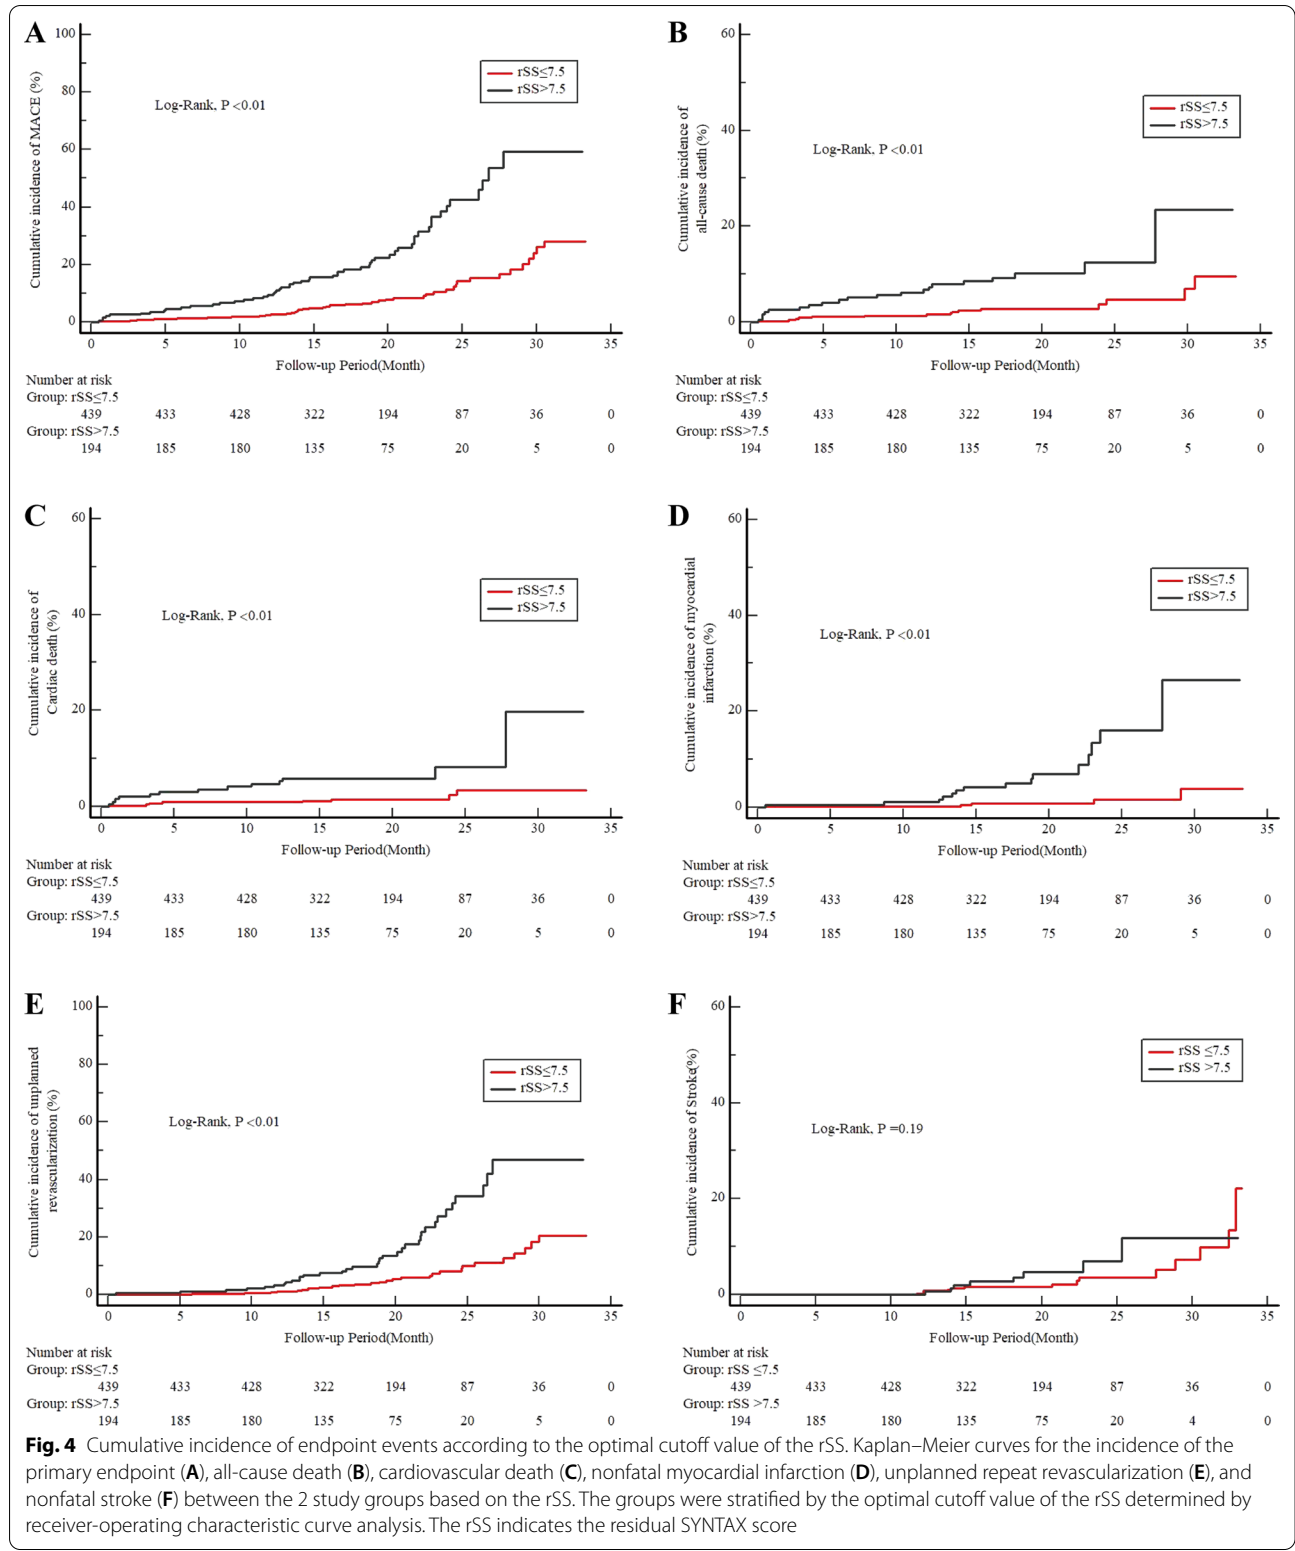 A
100
80
60
40
20
0
Cumulative incidence of MACE (%)
Log-Rank, P <0.01
rSS≤7.5
rSS>7.5
0 5 10 15 20 25 30 35
Follow-up Period(Month)
Number at risk
Group: rSS≤7.5
439 433 428 322 194 87 36 0
Group: rSS>7.5
194 185 180 135 75 20 5 0
B
60
40
20
0
Cumulative incidence of
all-cause death (%)
Log-Rank, P <0.01
rSS≤7.5
rSS>7.5
0 5 10 15 20 25 30 35
Follow-up Period(Month)
Number at risk
Group: rSS≤7.5
439 433 428 322 194 87 36 0
Group: rSS>7.5
194 185 180 135 75 20 5 0
C
60
40
20
0
Cumulative incidence of
Cardiac death (%)
Log-Rank, P <0.01
rSS≤7.5
rSS>7.5
0 5 10 15 20 25 30 35
Follow-up Period(Month)
Number at risk
Group: rSS≤7.5
439 433 428 322 194 87 36 0
Group: rSS>7.5
194 185 180 135 75 20 5 0
D
60
40
20
0
Cumulative incidence of myocardial
infarction (%)
Log-Rank, P <0.01
rSS≤7.5
rSS>7.5
0 5 10 15 20 25 30 35
Follow-up Period(Month)
Number at risk
Group: rSS≤7.5
439 433 428 322 194 87 36 0
Group: rSS>7.5
194 185 180 135 75 20 5 0
E
100
80
60
40
20
0
Cumulative incidence of unplanned
revascularization (%)
Log-Rank, P <0.01
rSS≤7.5
rSS>7.5
0 5 10 15 20 25 30 35
Follow-up Period(Month)
Number at risk
Group: rSS≤7.5
439 433 428 322 194 87 36 0
Group: rSS>7.5
194 185 180 135 75 20 5 0
F
60
40
20
0
Cumulative incidence of Stroke(%)
Log-Rank, P =0.19
rSS ≤7.5
rSS >7.5
0 5 10 15 20 25 30 35
Follow-up Period(Month)
Number at risk
Group: rSS ≤7.5
439 433 428 322 194 87 36 0
Group: rSS >7.5
194 185 180 135 75 20 4 0
Fig. 4 Cumulative incidence of endpoint events according to the optimal cutoff value of the rSS. Kaplan–Meier curves for the incidence of the
primary endpoint (A), all-cause death (B), cardiovascular death (C), nonfatal myocardial infarction (D), unplanned repeat revascularization (E), and
nonfatal stroke (F) between the 2 study groups based on the rSS. The groups were stratified by the optimal cutoff value of the rSS determined by
receiver-operating characteristic curve analysis. The rSS indicates the residual SYNTAX score